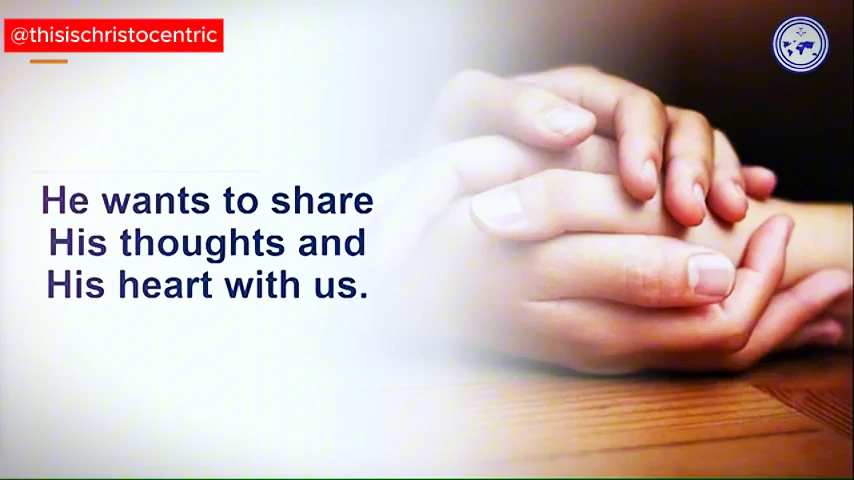 @thisischristocentric
He wants to share
His thoughts and
His heart with us.